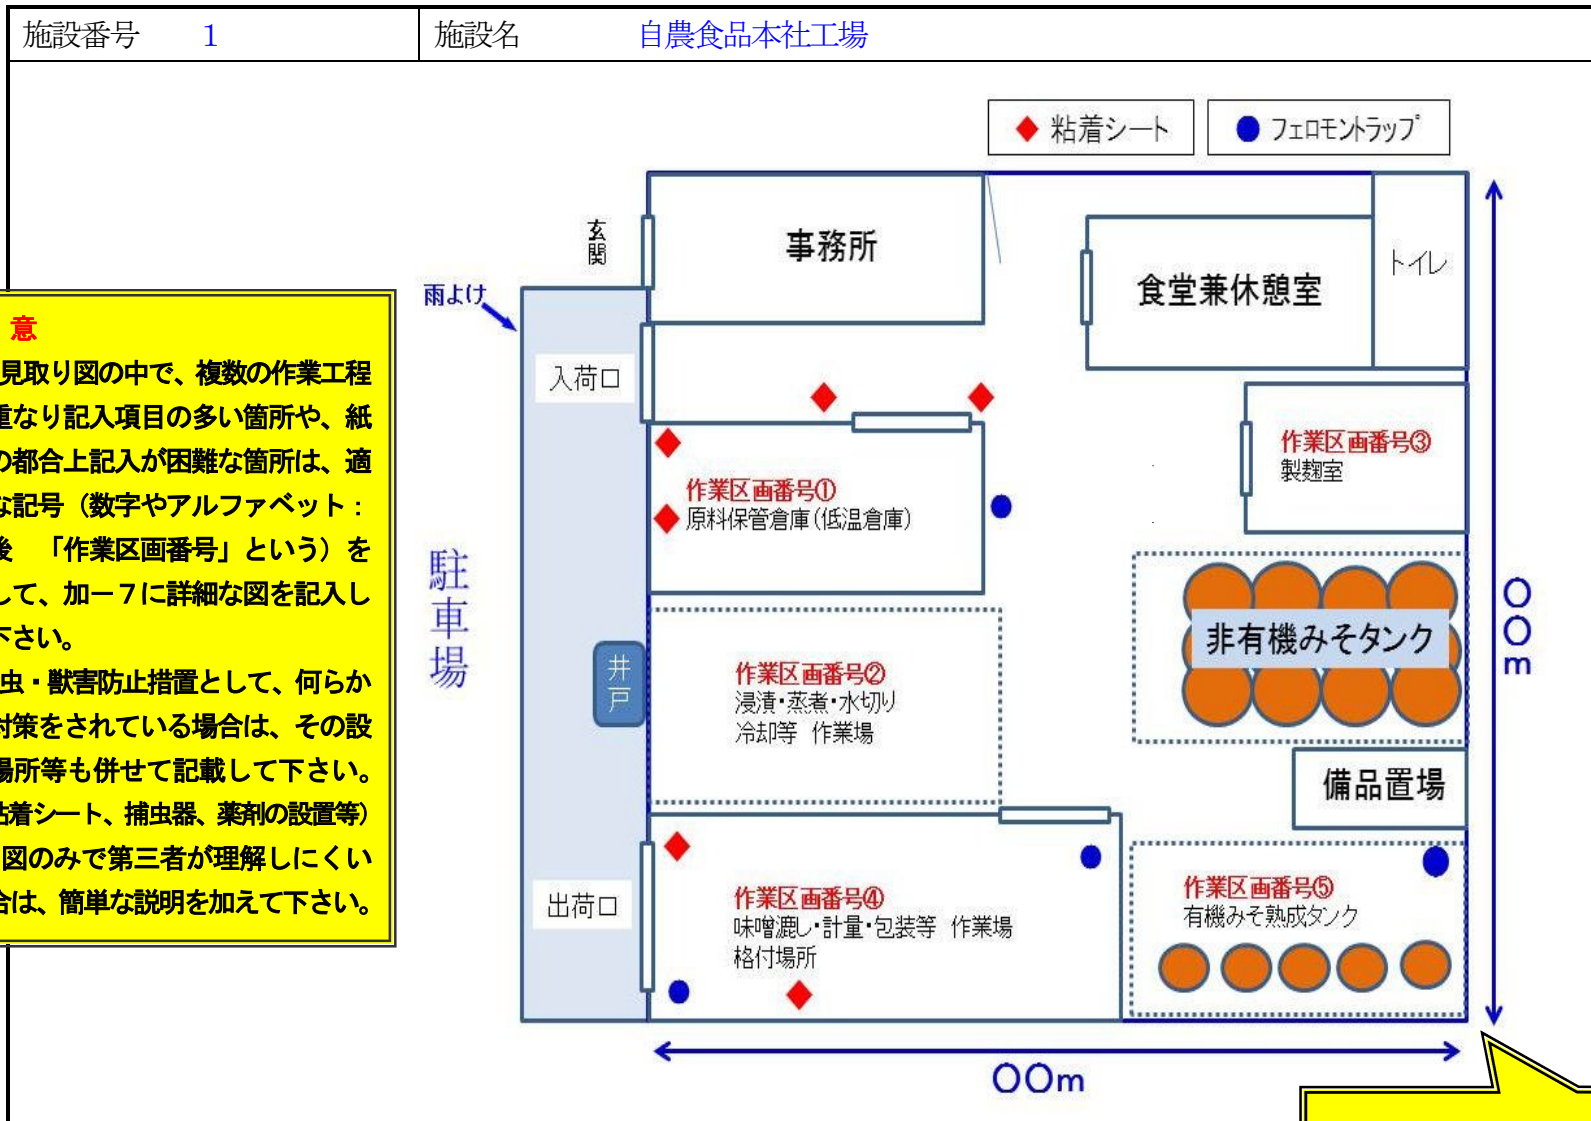 施設番号　1　施設名　自農食品本社工場
◆ 粘着シート
● フェロモントラップ
玄関
事務所
食堂兼休憩室
トイレ
雨よけ
入荷口
作業区画番号①
原料保管倉庫(低温倉庫)
作業区画番号③
製麹室
意
見取り図の中で、複数の作業工程
重なり記入項目の多い箇所や、紙
の都合上記入が困難な箇所は、適
な記号（数字やアルファベット：
後　「作業区画番号」という）を
して、加－７に詳細な図を記入し
下さい。
虫・獣害防止措置として、何らか
対策をされている場合は、その設
場所等も併せて記載して下さい。
粘着シート、捕虫器、薬剤の設置等）
図のみで第三者が理解しにくい
合は、簡単な説明を加えて下さい。
駐車場
井戸
作業区画番号②
浸漬・蒸煮・水切り
冷却等　作業場
非有機みそタンク
〇〇m
備品置場
出荷口
作業区画番号④
味噌漉し・計量・包装等　作業場
格付場所
作業区画番号⑤
有機みそ熟成タンク
〇〇m